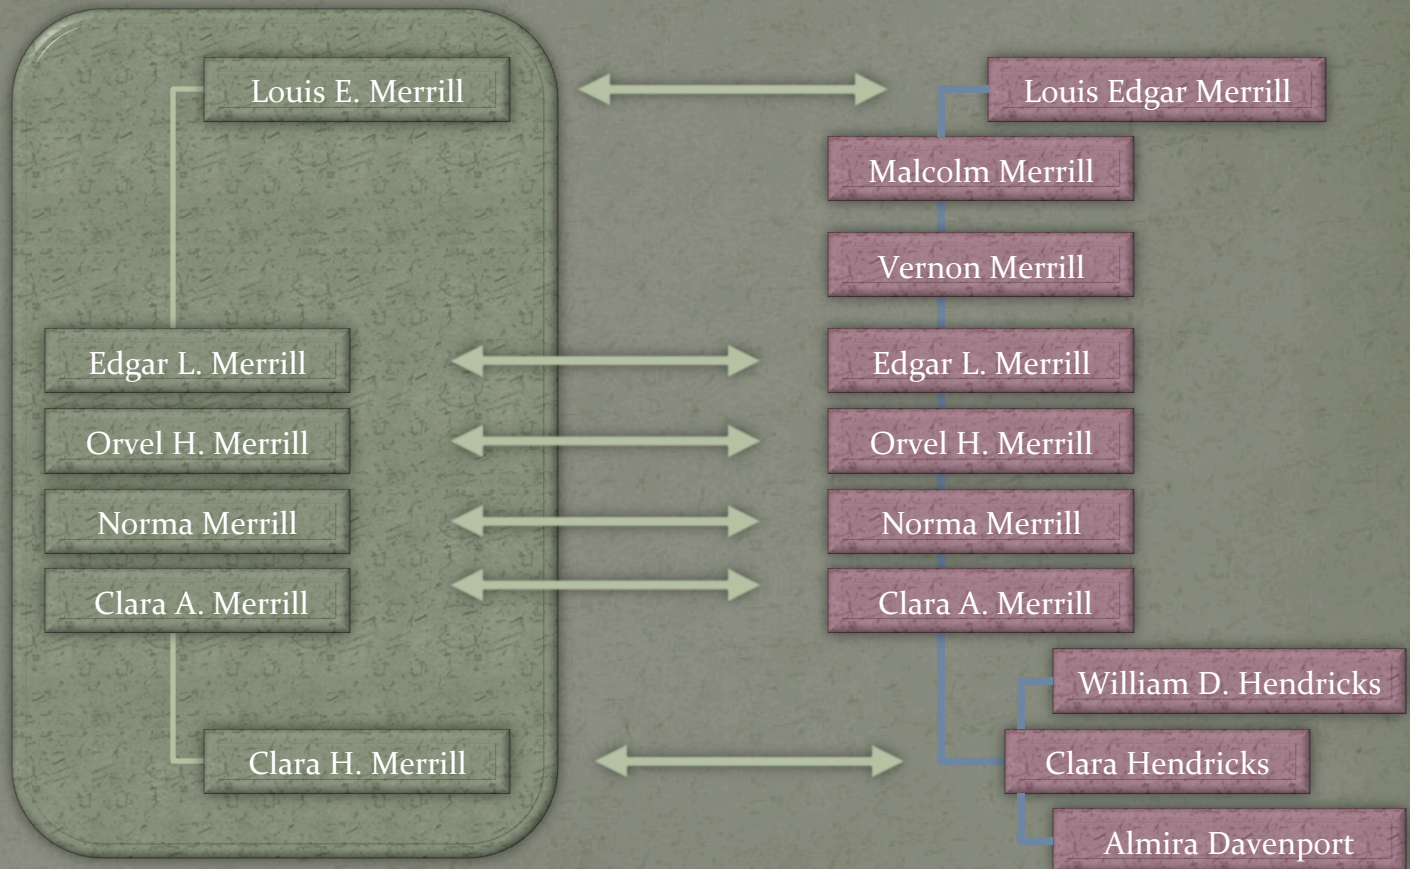 Louis E. Merrill
Edgar L. Merrill
Orvel H. Merrill
Norma Merrill
Clara A. Merrill
Clara H. Merrill
Louis Edgar Merrill
Malcolm Merrill
Vernon Merrill
Edgar L. Merrill
Orvel H. Merrill
Norma Merrill
Clara A. Merrill
William D. Hendricks
Clara Hendricks
Almira Davenport